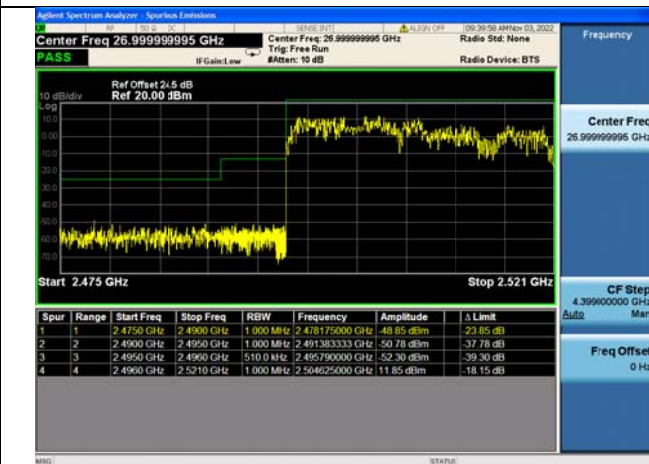 Agilent Spectrum Analyzer - Spurious Emissions
RF 50 Ω DC SENSE:INT ALIGN OFF 09:39:58 AM Nov 03, 2022
Center Freq 26.999999995 GHz
Center Freq: 26.999999995 GHz
Radio Std: None
Trig: Free Run
PASS
IFGain:Low
#Atten: 10 dB
Radio Device: BTS
Ref Offset 24.5 dB
10 dB/div Ref 20.00 dBm
Log
10.0
0.00
10.0
20.0
30.0
40.0
50.0
60.0
70.0
Start 2.475 GHz Stop 2.521 GHz
Spur Range Start Freq Stop Freq RBW Frequency Amplitude Δ Limit
1 1 2.4750 GHz 2.4900 GHz 1.000 MHz 2.478175000 GHz -48.85 dBm -23.85 dB
2 2 2.4900 GHz 2.4950 GHz 1.000 MHz 2.491383333 GHz -50.78 dBm -37.78 dB
3 3 2.4950 GHz 2.4960 GHz 510.0 kHz 2.495790000 GHz -52.30 dBm -39.30 dB
4 4 2.4960 GHz 2.5210 GHz 1.000 MHz 2.504625000 GHz 11.85 dBm -18.15 dB
MSG STATUS
Frequency
Center Freq
26.999999995 GHz
CF Step
4.399000000 GHz
Auto Man
Freq Offset
0 Hz